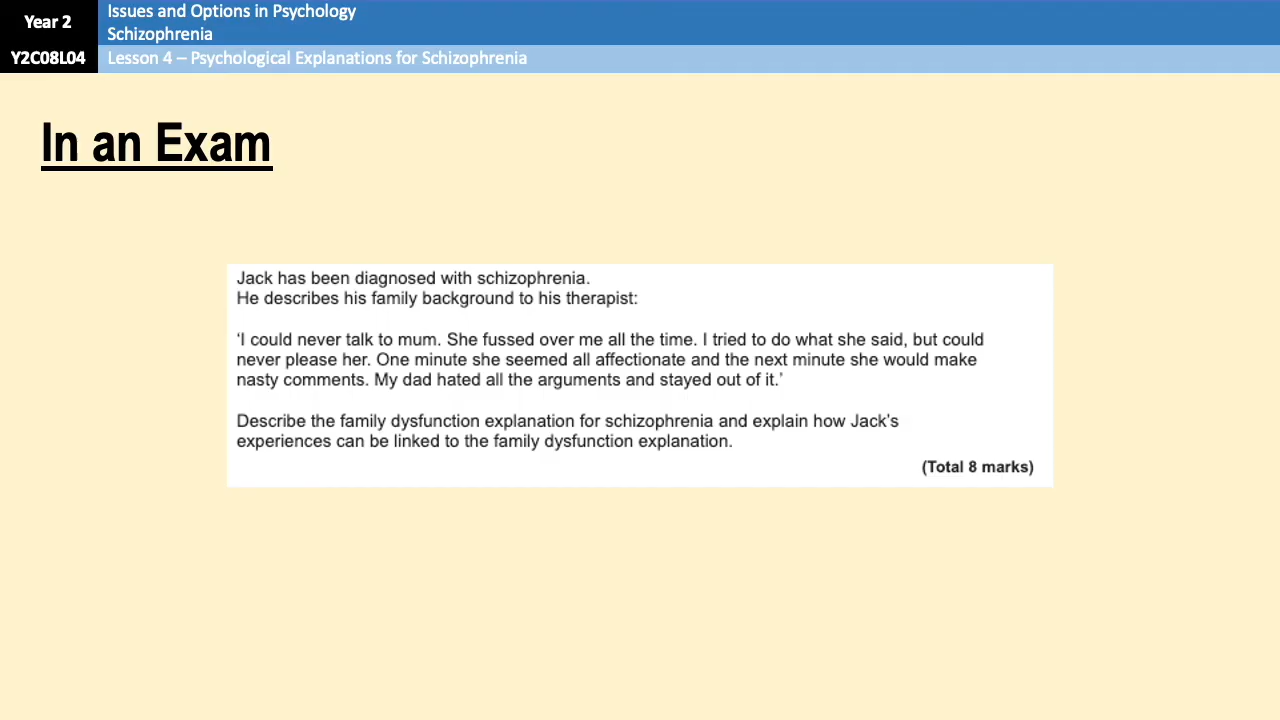 Year 2
Issues and Options in Psychology
Schizophrenia
Y2C08L04
Lesson 4 – Psychological Explanations for Schizophrenia
In an Exam
Jack has been diagnosed with schizophrenia.
He describes his family background to his therapist:
‘I could never talk to mum. She fussed over me all the time. I tried to do what she said, but could
never please her. One minute she seemed all affectionate and the next minute she would make
nasty comments. My dad hated all the arguments and stayed out of it.’
Describe the family dysfunction explanation for schizophrenia and explain how Jack’s
experiences can be linked to the family dysfunction explanation.
(Total 8 marks)